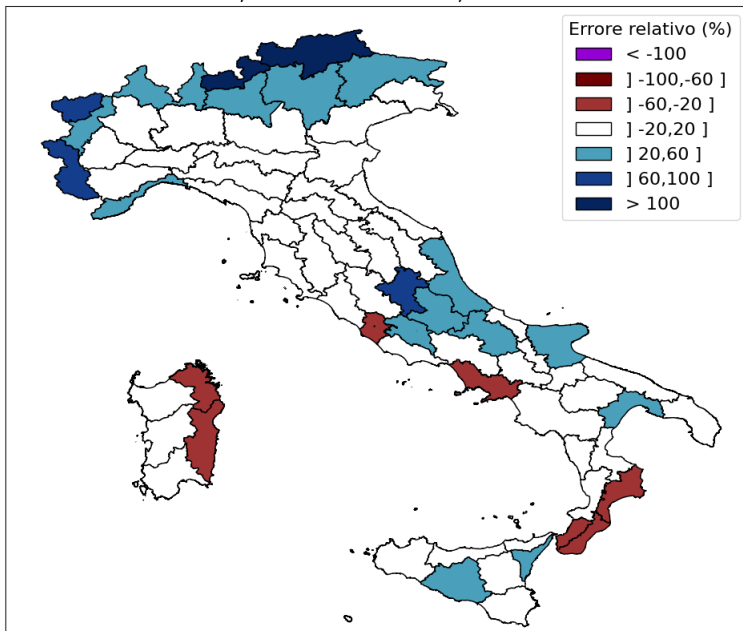 Errore relativo (%)
< -100
] -100,-60 ]
] -60,-20 ]
] -20,20 ]
] 20,60 ]
] 60,100 ]
> 100